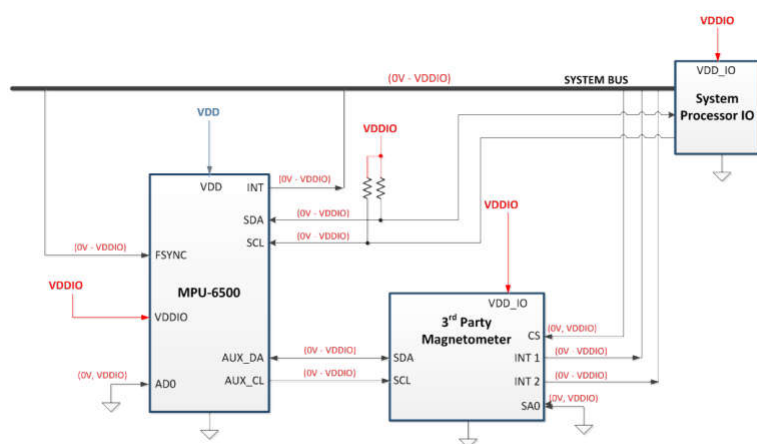 VDDIO
VDD_IO
System
Processor IO
(0V - VDDIO)
SYSTEM BUS
VDD
VDDIO
VDD
INT
(0V - VDDIO)
SDA
(0V - VDDIO)
SCL
(0V - VDDIO)
(0V - VDDIO)
FSYNC
MPU-6500
VDDIO
VDDIO
VDDIO
VDD_IO
3rd Party
Magnetometer
CS
(0V, VDDIO)
AUX_DA
(0V - VDDIO)
SDA
INT 1
(0V - VDDIO)
(0V, VDDIO)
AD0
AUX_CL
(0V - VDDIO)
SCL
INT 2
(0V - VDDIO)
SA0
(0V, VDDIO)